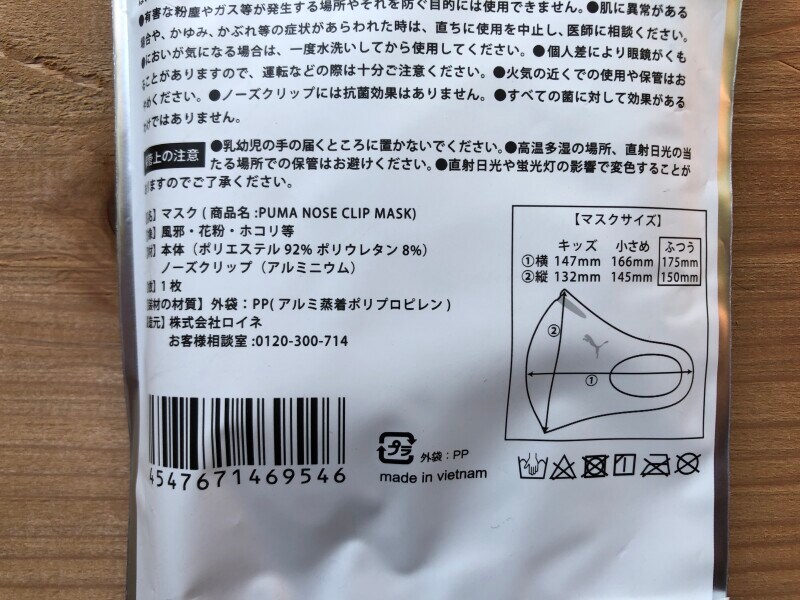 ●有害な粉塵やガス等が発生する場所やそれを防ぐ目的には使用できません。●肌に異常がある
場合や、かゆみ、かぶれ等の症状があらわれた時は、直ちに使用を中止し、医師に相談ください。
●においが気になる場合は、一度水洗いしてから使用してください。●個人差により眼鏡がくも
ることがありますので、運転などの際は十分ご注意ください。●火気の近くでの使用や保管はお
やめください。●ノーズクリップには抗菌効果はありません。●すべての菌に対して効果がある
わけではありません。
上の注意
●乳幼児の手の届くところに置かないでください。●高温多湿の場所、直射日光の当
たる場所での保管はお避けください。●直射日光や蛍光灯の影響で変色することが
ありますのでご了承ください。
】マスク(商品名:PUMA NOSE CLIP MASK)
】風邪・花粉・ホコリ等
】本体(ポリエステル92% ポリウレタン8%)
ノーズクリップ(アルミニウム)
】1枚
装材の材質】外袋:PP(アルミ蒸着ポリプロピレン)
造元】株式会社ロイネ
お客様相談室:0120-300-714
【マスクサイズ】
キッズ 小さめ ふつう
①横 147mm 166mm 175mm
②縦 132mm 145mm 150mm
②
①
4547671469546
プラ
外袋:PP
made in vietnam